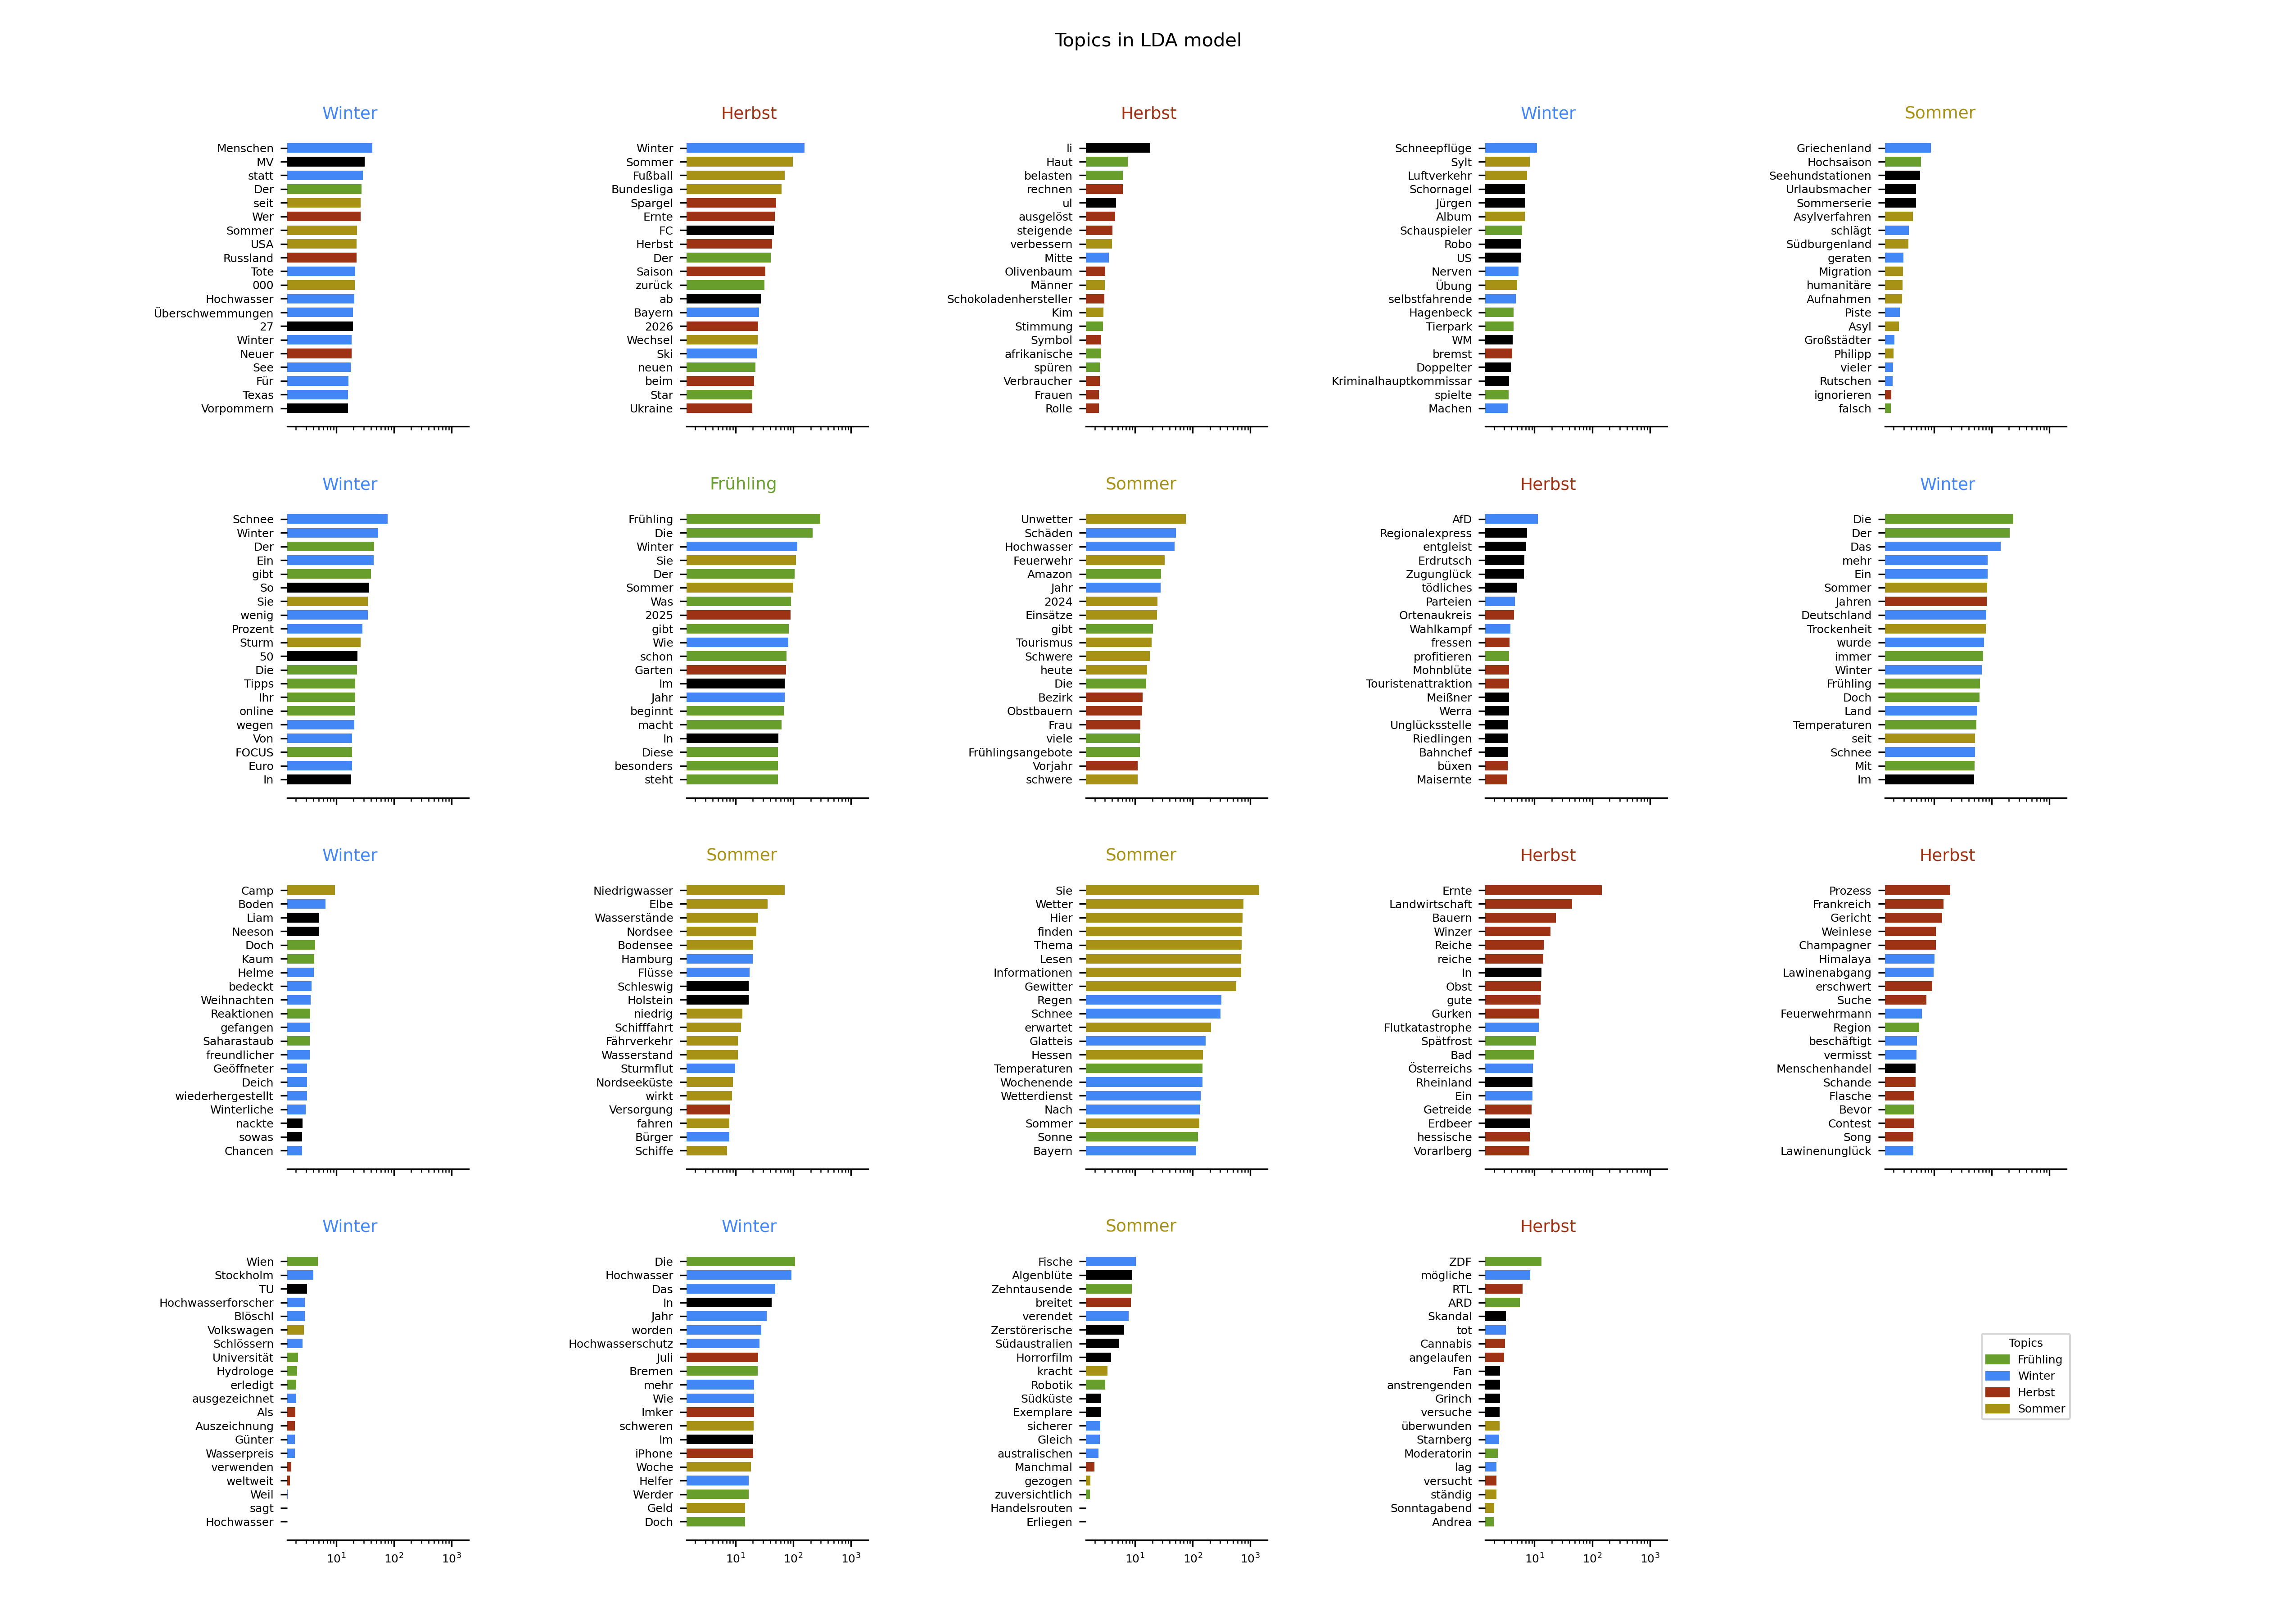 Topics in LDA model
Winter
Menschen
MV
statt
Der
seit
Wer
Sommer
USA
Russland
Tote
000
Hochwasser
Überschwemmungen
27
Winter
Neuer
See
Für
Texas
Vorpommern
Herbst
Winter
Sommer
Fußball
Bundesliga
Spargel
Ernte
FC
Herbst
Der
Saison
zurück
ab
Bayern
2026
Wechsel
Ski
neuen
beim
Star
Ukraine
Herbst
li
Haut
belasten
rechnen
ul
ausgelöst
steigende
verbessern
Mitte
Olivenbaum
Männer
Schokoladenhersteller
Kim
Stimmung
Symbol
afrikanische
spüren
Verbraucher
Frauen
Rolle
Winter
Schneepflüge
Sylt
Luftverkehr
Schornagel
Jürgen
Album
Schauspieler
Robo
US
Nerven
Übung
selbstfahrende
Hagenbeck
Tierpark
WM
bremst
Doppelter
Kriminalhauptkommissar
spielte
Machen
Sommer
Griechenland
Hochsaison
Seehundstationen
Urlaubsmacher
Sommerserie
Asylverfahren
schlägt
Südburgenland
geraten
Migration
humanitäre
Aufnahmen
Piste
Asyl
Großstädter
Philipp
vieler
Rutschen
ignorieren
falsch
Winter
Schnee
Winter
Der
Ein
gibt
So
Sie
wenig
Prozent
Sturm
50
Die
Tipps
Ihr
online
wegen
Von
FOCUS
Euro
In
Frühling
Frühling
Die
Winter
Sie
Der
Sommer
Was
2025
gibt
Wie
schon
Garten
Im
Jahr
beginnt
macht
In
Diese
besonders
steht
Sommer
Unwetter
Schäden
Hochwasser
Feuerwehr
Amazon
Jahr
2024
Einsätze
gibt
Tourismus
Schwere
heute
Die
Bezirk
Obstbauern
Frau
viele
Frühlingsangebote
Vorjahr
schwere
Herbst
AfD
Regionalexpress
entgleist
Erdrutsch
Zugunglück
tödliches
Parteien
Ortenaukreis
Wahlkampf
fressen
profitieren
Mohnblüte
Touristenattraktion
Meißner
Werra
Unglücksstelle
Riedlingen
Bahnchef
büxen
Maisernte
Winter
Die
Der
Das
mehr
Ein
Sommer
Jahren
Deutschland
Trockenheit
wurde
immer
Winter
Frühling
Doch
Land
Temperaturen
seit
Schnee
Mit
Im
Winter
Camp
Boden
Liam
Neeson
Doch
Kaum
Helme
bedeckt
Weihnachten
Reaktionen
gefangen
Saharastaub
freundlicher
Geöffneter
Deich
wiederhergestellt
Winterliche
nackte
sowas
Chancen
Sommer
Niedrigwasser
Elbe
Wasserstände
Nordsee
Bodensee
Hamburg
Flüsse
Schleswig
Holstein
niedrig
Schifffahrt
Fährverkehr
Wasserstand
Sturmflut
Nordseeküste
wirkt
Versorgung
fahren
Bürger
Schiffe
Sommer
Sie
Wetter
Hier
finden
Thema
Lesen
Informationen
Gewitter
Regen
Schnee
erwartet
Glatteis
Hessen
Temperaturen
Wochenende
Wetterdienst
Nach
Sommer
Sonne
Bayern
Herbst
Ernte
Landwirtschaft
Bauern
Winzer
Reiche
reiche
In
Obst
gute
Gurken
Flutkatastrophe
Spätfrost
Bad
Österreichs
Rheinland
Ein
Getreide
Erdbeer
hessische
Vorarlberg
Herbst
Prozess
Frankreich
Gericht
Weinlese
Champagner
Himalaya
Lawinenabgang
erschwert
Suche
Feuerwehrmann
Region
beschäftigt
vermisst
Menschenhandel
Schande
Flasche
Bevor
Contest
Song
Lawinenunglück
Winter
Wien
Stockholm
TU
Hochwasserforscher
Blöschl
Volkswagen
Schlössern
Universität
Hydrologe
erledigt
ausgezeichnet
Als
Auszeichnung
Günter
Wasserpreis
verwenden
weltweit
Weil
sagt
Hochwasser
10¹ 10² 10³
Winter
Die
Hochwasser
Das
In
Jahr
worden
Hochwasserschutz
Juli
Bremen
mehr
Wie
Imker
schweren
Im
iPhone
Woche
Helfer
Werder
Geld
Doch
10¹ 10² 10³
Sommer
Fische
Algenblüte
Zehntausende
breitet
verendet
Zerstörerische
Südaustralien
Horrorfilm
kracht
Robotik
Südküste
Exemplare
sicherer
Gleich
australischen
Manchmal
gezogen
zuversichtlich
Handelsrouten
Erliegen
10¹ 10² 10³
Herbst
ZDF
mögliche
RTL
ARD
Skandal
tot
Cannabis
angelaufen
Fan
anstrengenden
Grinch
versuche
überwunden
Starnberg
Moderatorin
lag
versucht
ständig
Sonntagabend
Andrea
10¹ 10² 10³
Topics
Frühling
Winter
Herbst
Sommer